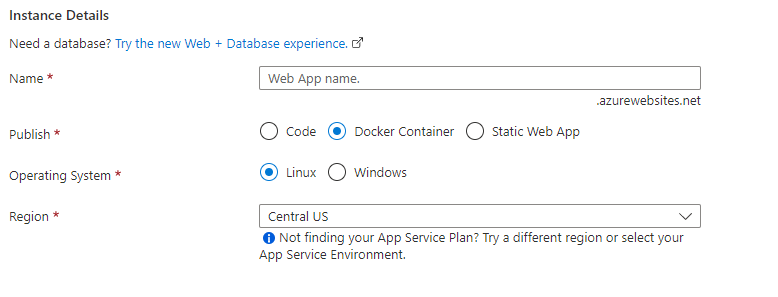 Instance Details
Need a database? Try the new Web + Database experience.
Name *
Web App name.
.azurewebsites.net
Publish *
Code
Docker Container
Static Web App
Operating System *
Linux
Windows
Region *
Central US
Not finding your App Service Plan? Try a different region or select your
App Service Environment.